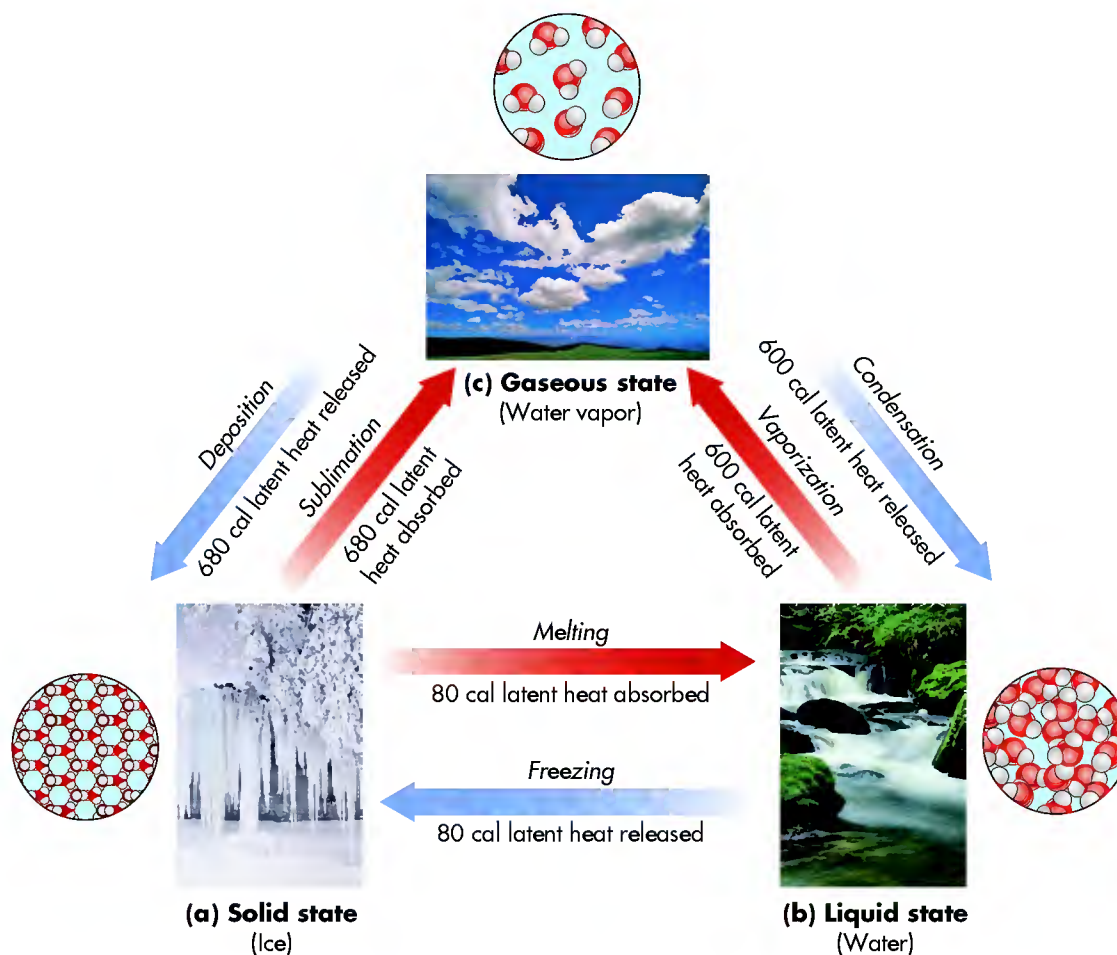 (c) Gaseous state
(Water vapor)
Deposition
680 cal latent heat released
Sublimation
680 cal latent
heat absorbed
Condensation
600 cal latent heat released
Vaporization
600 cal latent
heat absorbed
Melting
80 cal latent heat absorbed
Freezing
80 cal latent heat released
(a) Solid state
(Ice)
(b) Liquid state
(Water)